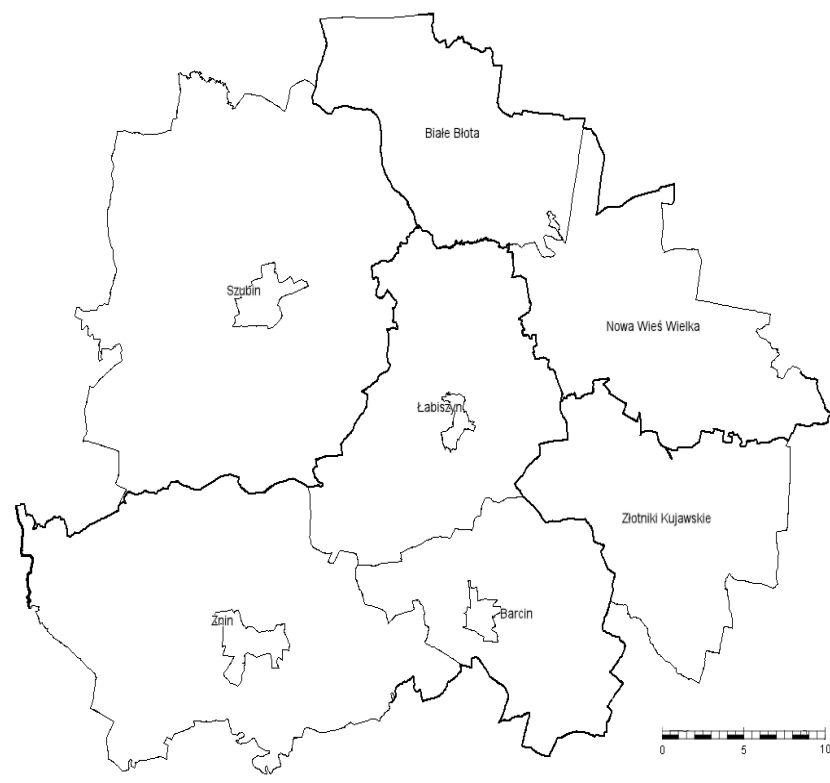 Białe Błota
Szubin
Nowa Wieś Wielka
Łabiszyn
Złotniki Kujawskie
Żnin
Barcin
0 5 10